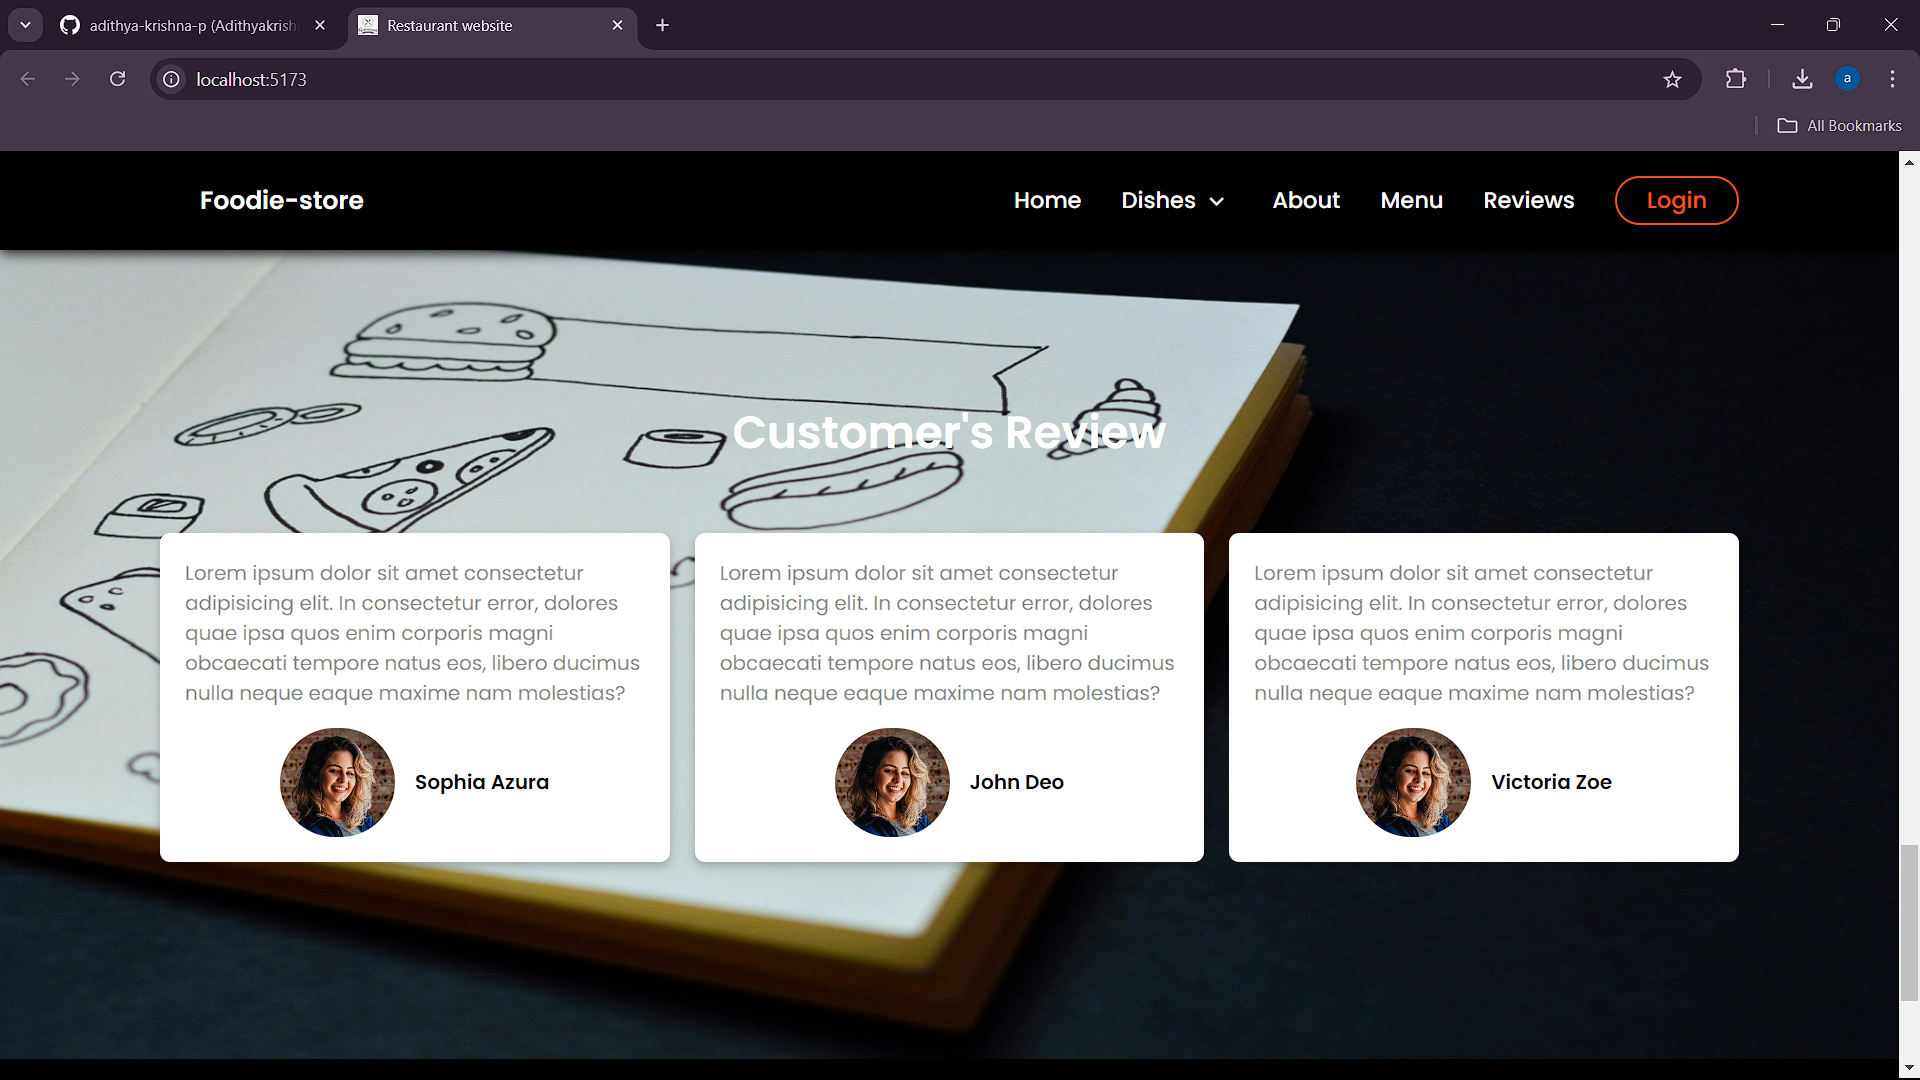 adithya-krishna-p (Adithyakrish
Restaurant website
localhost:5173
a
All Bookmarks
Foodie-store
Home
Dishes
About
Menu
Reviews
Login
Customer's Review
Lorem ipsum dolor sit amet consectetur
adipisicing elit. In consectetur error, dolores
quae ipsa quos enim corporis magni
obcaecati tempore natus eos, libero ducimus
nulla neque eaque maxime nam molestias?
Sophia Azura
Lorem ipsum dolor sit amet consectetur
adipisicing elit. In consectetur error, dolores
quae ipsa quos enim corporis magni
obcaecati tempore natus eos, libero ducimus
nulla neque eaque maxime nam molestias?
John Deo
Lorem ipsum dolor sit amet consectetur
adipisicing elit. In consectetur error, dolores
quae ipsa quos enim corporis magni
obcaecati tempore natus eos, libero ducimus
nulla neque eaque maxime nam molestias?
Victoria Zoe